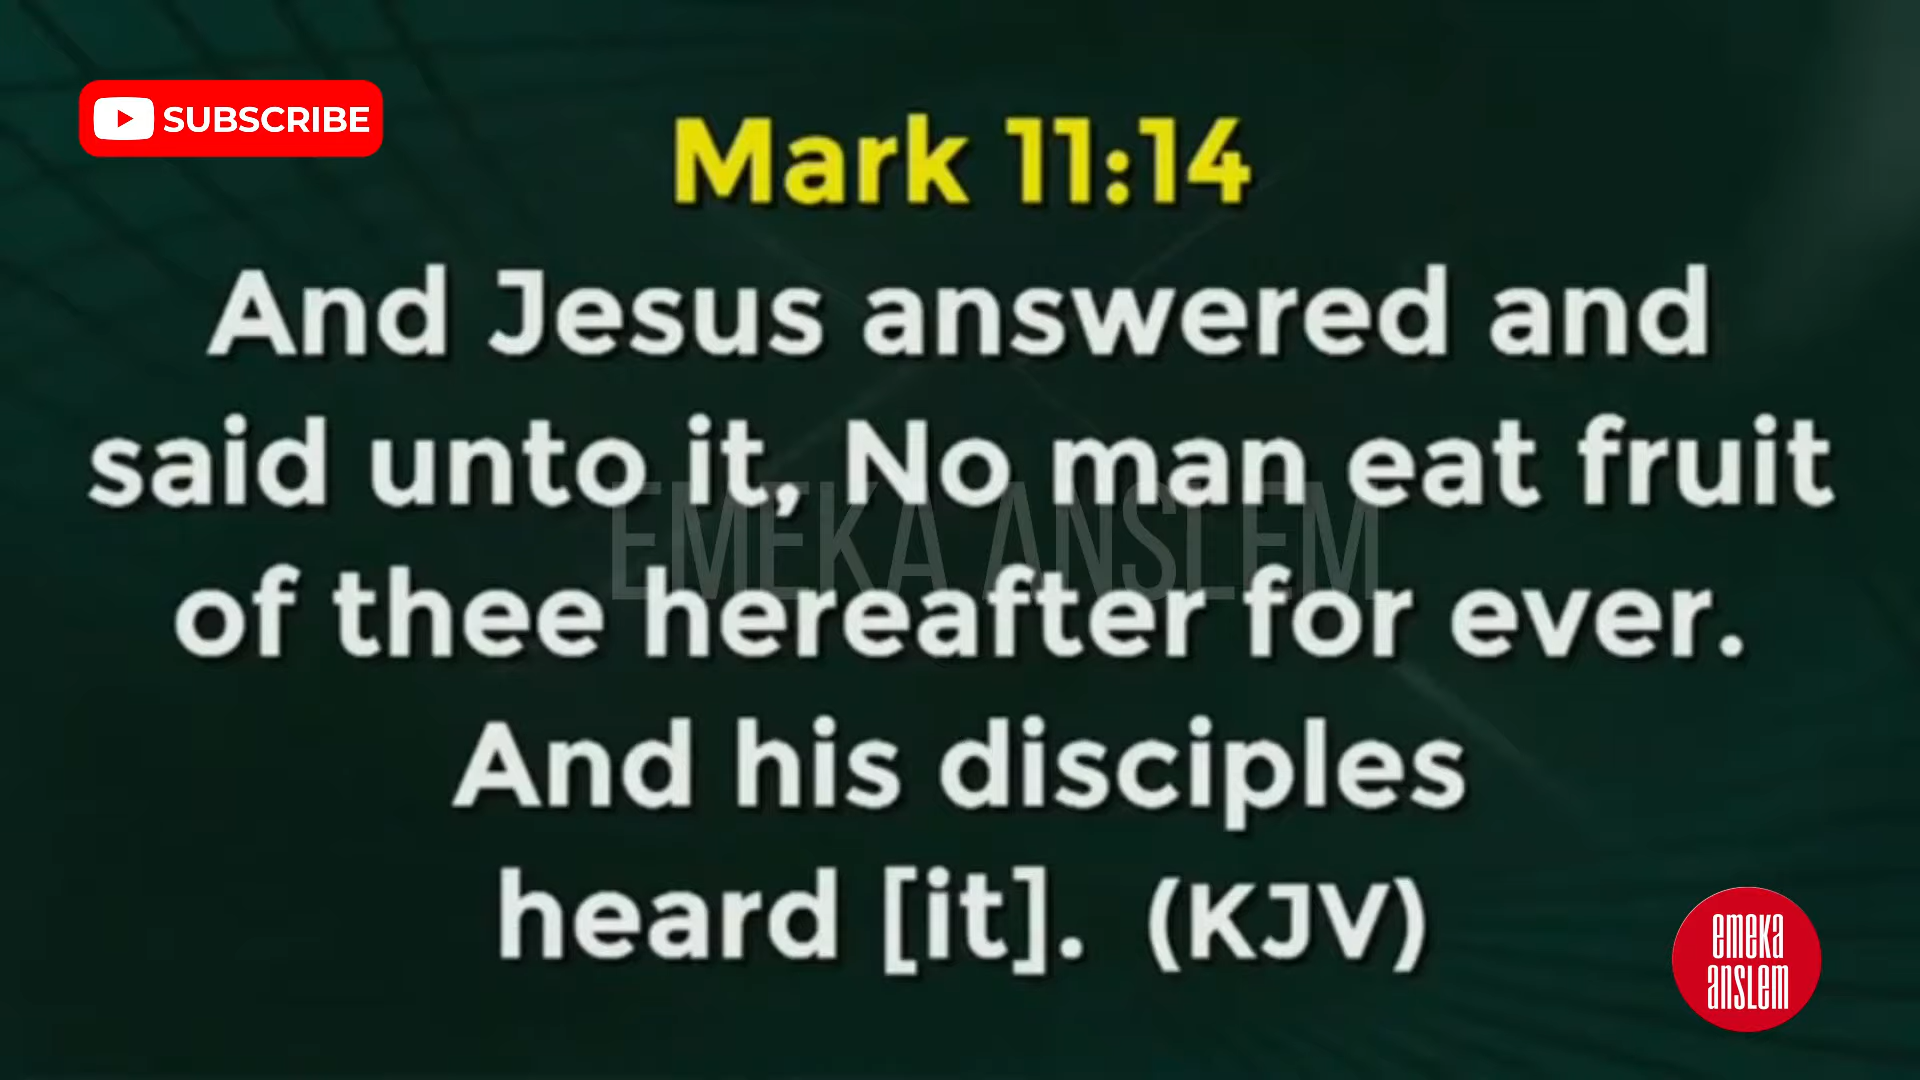 SUBSCRIBE
Mark 11:14
And Jesus answered and
said unto it, No man eat fruit
EMEKA ANSLEM
of thee hereafter for ever.
And his disciples
heard [it]. (KJV)
emeka
anslem